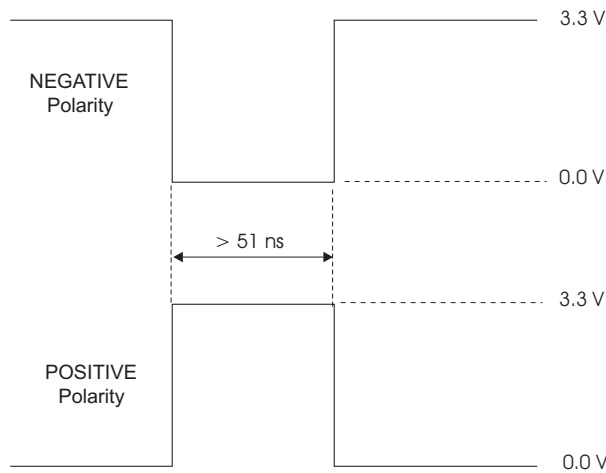 3.3 V
NEGATIVE
Polarity
0.0 V
> 51 ns
3.3 V
POSITIVE
Polarity
0.0 V